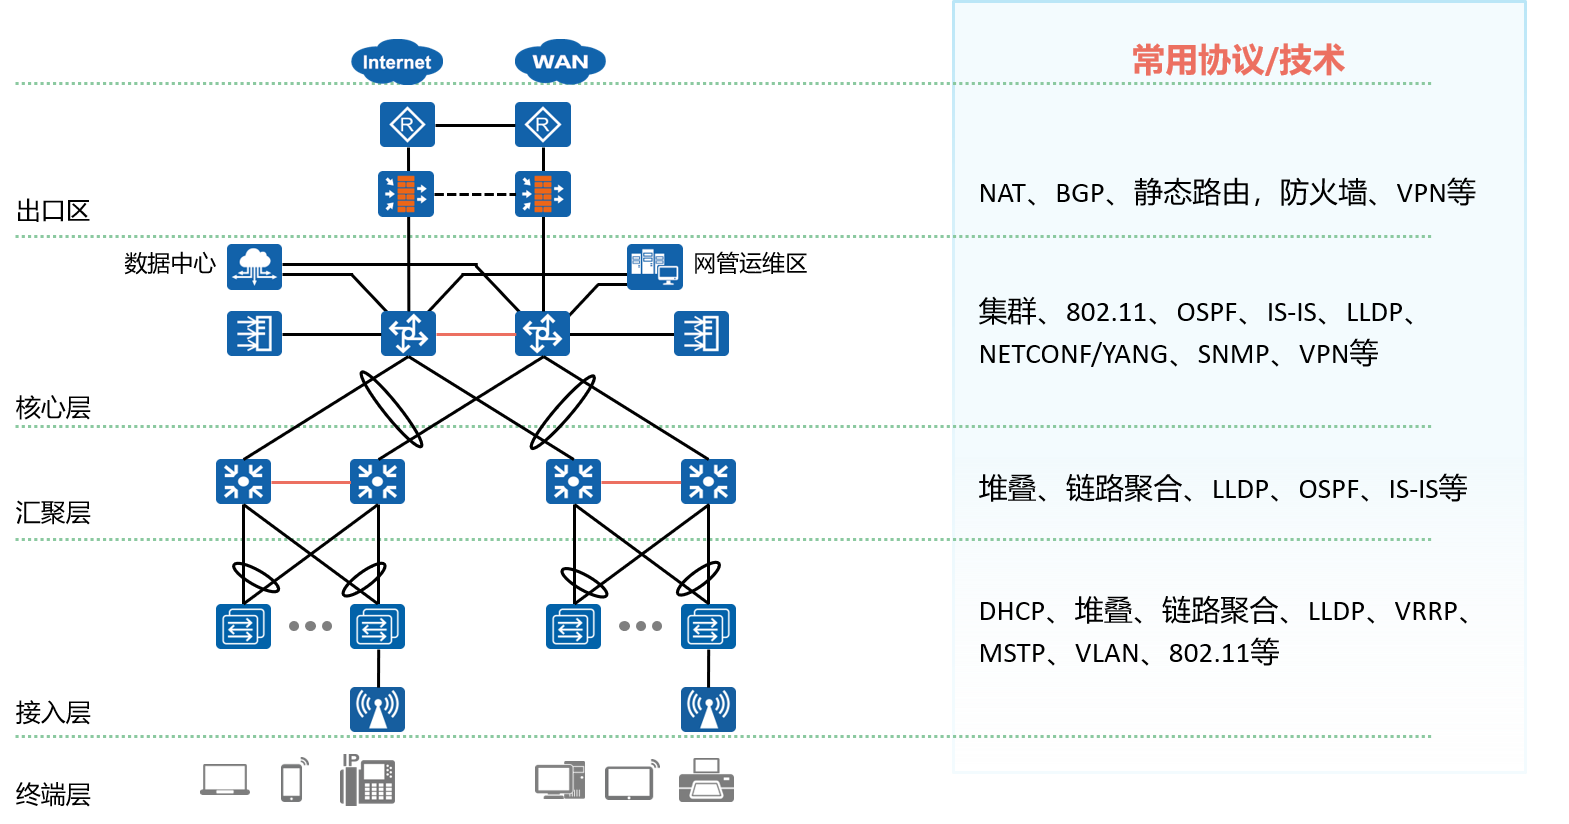 Internet
WAN
常用协议/技术
R
R
出口区
NAT、BGP、静态路由，防火墙、VPN等
数据中心
网管运维区
集群、802.11、OSPF、IS-IS、LLDP、
NETCONF/YANG、SNMP、VPN等
核心层
汇聚层
堆叠、链路聚合、LLDP、OSPF、IS-IS等
DHCP、堆叠、链路聚合、LLDP、VRRP、
MSTP、VLAN、802.11等
接入层
IP
终端层